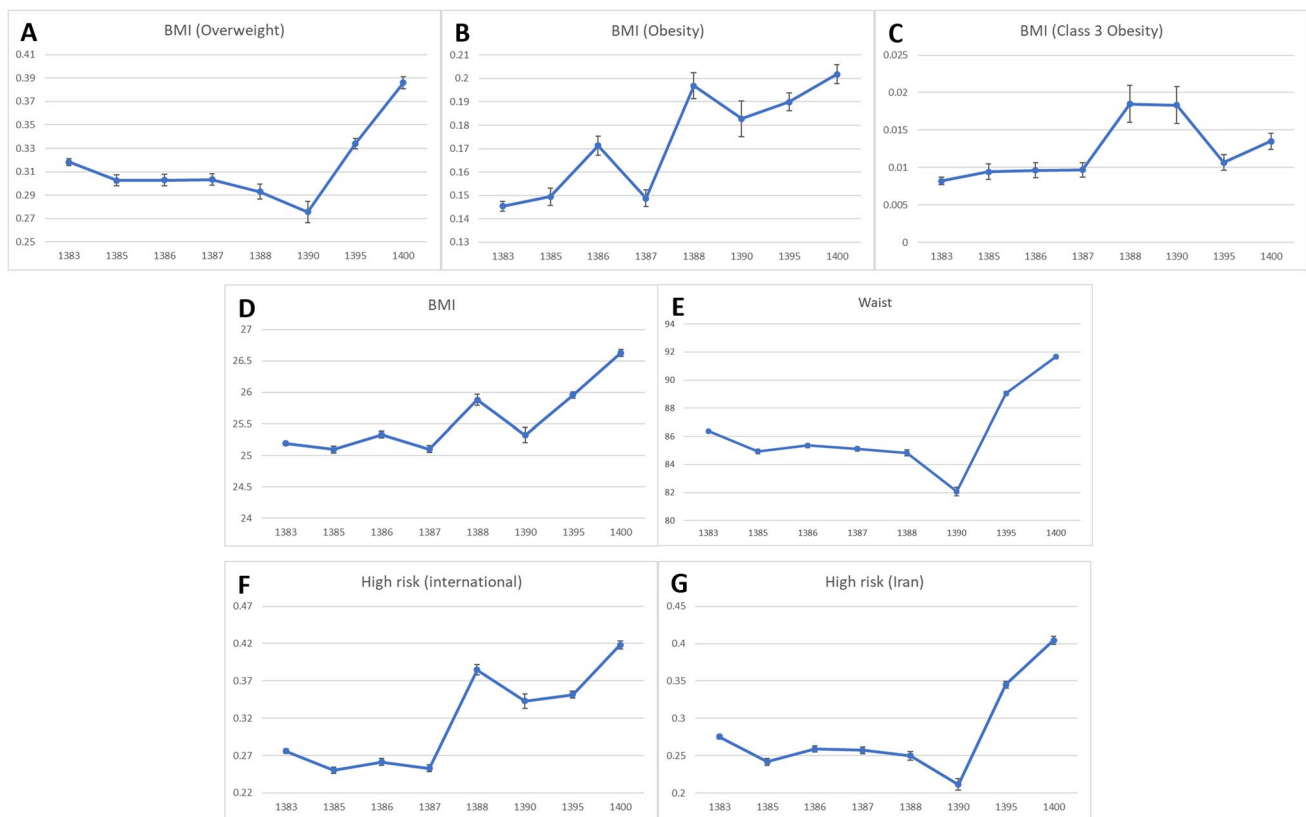 A
BMI (Overweight)
0.41
0.39
0.37
0.35
0.33
0.31
0.29
0.27
0.25
1383 1385 1386 1387 1388 1390 1395 1400
B
BMI (Obesity)
0.21
0.2
0.19
0.18
0.17
0.16
0.15
0.14
0.13
1383 1385 1386 1387 1388 1390 1395 1400
C
BMI (Class 3 Obesity)
0.025
0.02
0.015
0.01
0.005
0
1383 1385 1386 1387 1388 1390 1395 1400
D
BMI
27
26.5
26
25.5
25
24.5
24
1383 1385 1386 1387 1388 1390 1395 1400
E
Waist
94
92
90
88
86
84
82
80
1383 1385 1386 1387 1388 1390 1395 1400
F
High risk (international)
0.47
0.42
0.37
0.32
0.27
0.22
1383 1385 1386 1387 1388 1390 1395 1400
G
High risk (Iran)
0.45
0.4
0.35
0.3
0.25
0.2
1383 1385 1386 1387 1388 1390 1395 1400